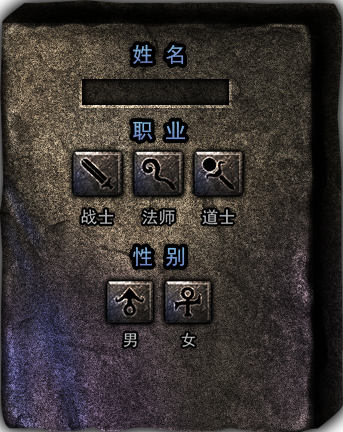 姓 名
职 业
战士 法师 道士
性 别
男 女